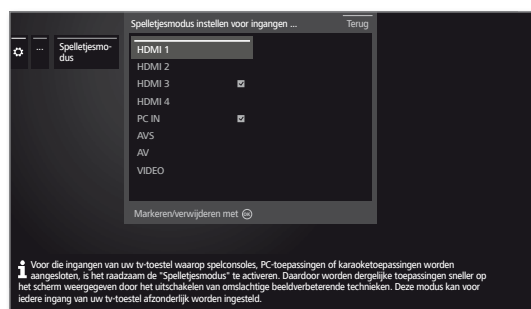 Spelletjesmodus instellen voor ingangen ...
Terug
...
Spelletjesmo-
dus
HDMI 1
HDMI 2
HDMI 3
HDMI 4
PC IN
AVS
AV
VIDEO
Markeren/verwijderen met OK
Voor die ingangen van uw tv-toestel waarop spelconsoles, PC-toepassingen of karaoketoepassingen worden
aangesloten, is het raadzaam de "Spelletjesmodus" te activeren. Daardoor worden dergelijke toepassingen sneller op
het scherm weergegeven door het uitschakelen van omslachtige beeldverbeterende technieken. Deze modus kan voor
iedere ingang van uw tv-toestel afzonderlijk worden ingesteld.